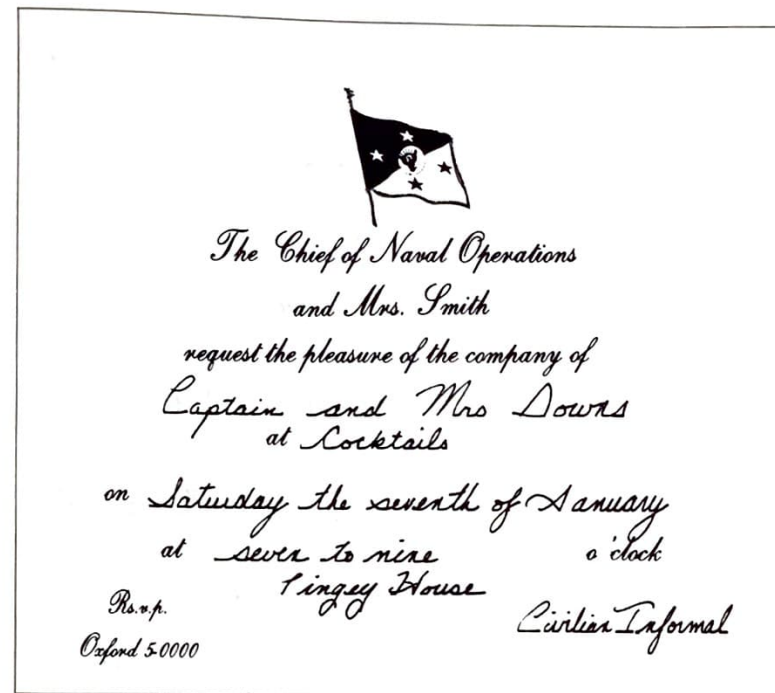 The Chief of Naval Operations
and Mrs. Smith
request the pleasure of the company of
Captain and Mrs Downs
at Cocktails
on Saturday the seventh of January
at seven to nine o'clock
Tingey House
R.s.v.p.
Civilian Informal
Oxford 5-0000